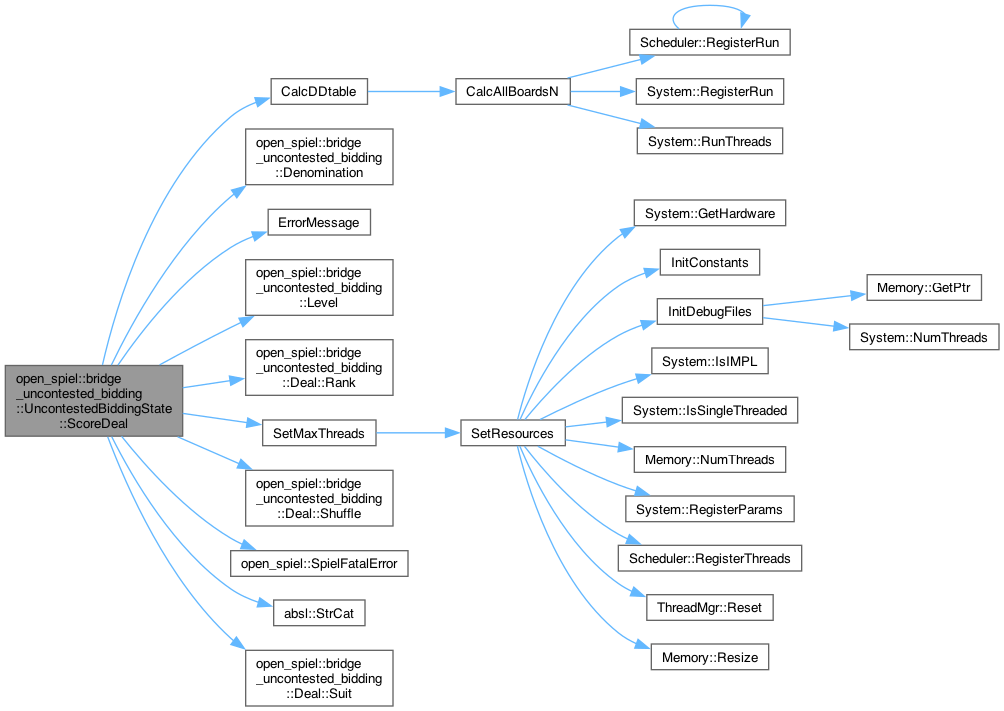 open_spiel::bridge
_uncontested_bidding
::UncontestedBiddingState
::ScoreDeal
CalcDDtable
open_spiel::bridge
_uncontested_bidding
::Denomination
ErrorMessage
open_spiel::bridge
_uncontested_bidding
::Level
open_spiel::bridge
_uncontested_bidding
::Deal::Rank
SetMaxThreads
open_spiel::bridge
_uncontested_bidding
::Deal::Shuffle
open_spiel::SpielFatalError
absl::StrCat
open_spiel::bridge
_uncontested_bidding
::Deal::Suit
CalcAllBoardsN
Scheduler::RegisterRun
System::RegisterRun
System::RunThreads
SetResources
System::GetHardware
InitConstants
InitDebugFiles
System::IsIMPL
System::IsSingleThreaded
Memory::NumThreads
System::RegisterParams
Scheduler::RegisterThreads
ThreadMgr::Reset
Memory::Resize
Memory::GetPtr
System::NumThreads